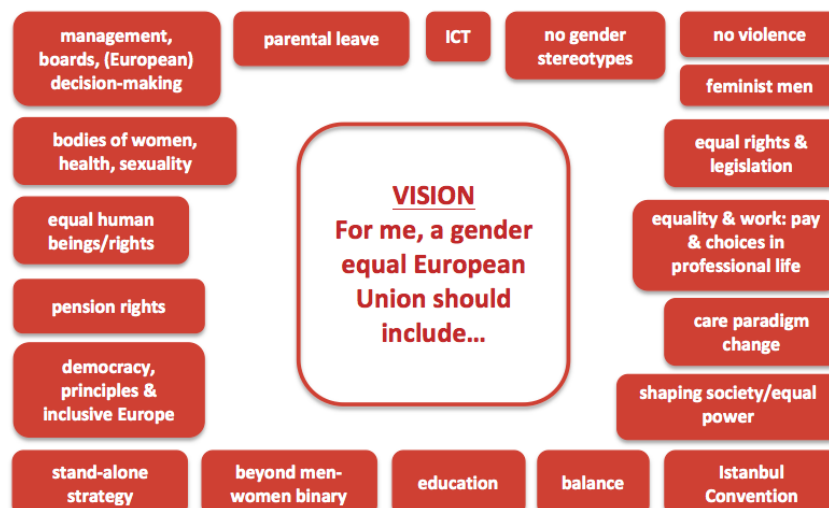 management,
boards, (European)
decision-making
parental leave
ICT
no gender
stereotypes
no violence
feminist men
bodies of women,
health, sexuality
equal rights &
legislation
VISION
For me, a gender
equal European
Union should
include...
equal human
beings/rights
equality & work: pay
& choices in
professional life
pension rights
care paradigm
change
democracy,
principles &
inclusive Europe
shaping society/equal
power
stand-alone
strategy
beyond men-
women binary
education
balance
Istanbul
Convention